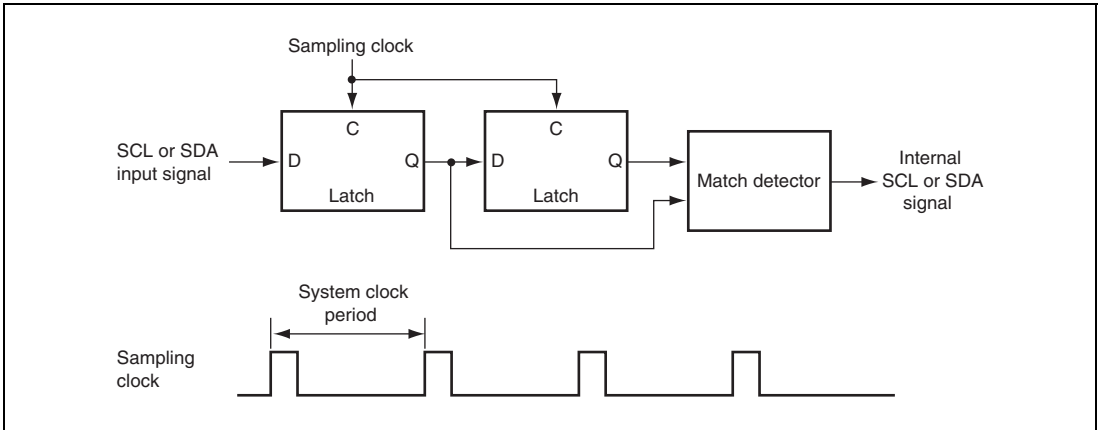 Sampling clock
C
C
SCL or SDA
input signal
D
Q
D
Q
Latch
Latch
Match detector
Internal
SCL or SDA
signal
System clock
period
Sampling
clock